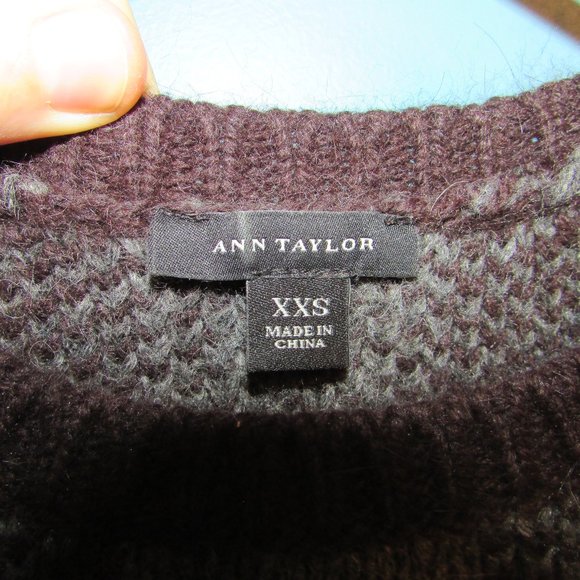 ANN TAYLOR
XXS
MADE IN
CHINA